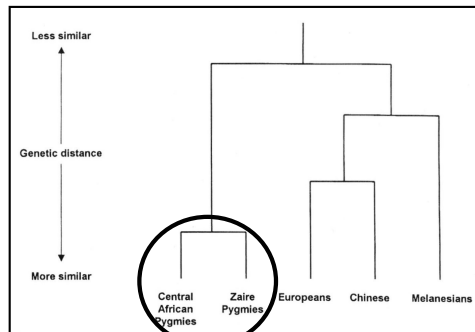 Less similar
Genetic distance
More similar
Central
African
Pygmies
Zaire
Pygmies
Europeans
Chinese
Melanesians